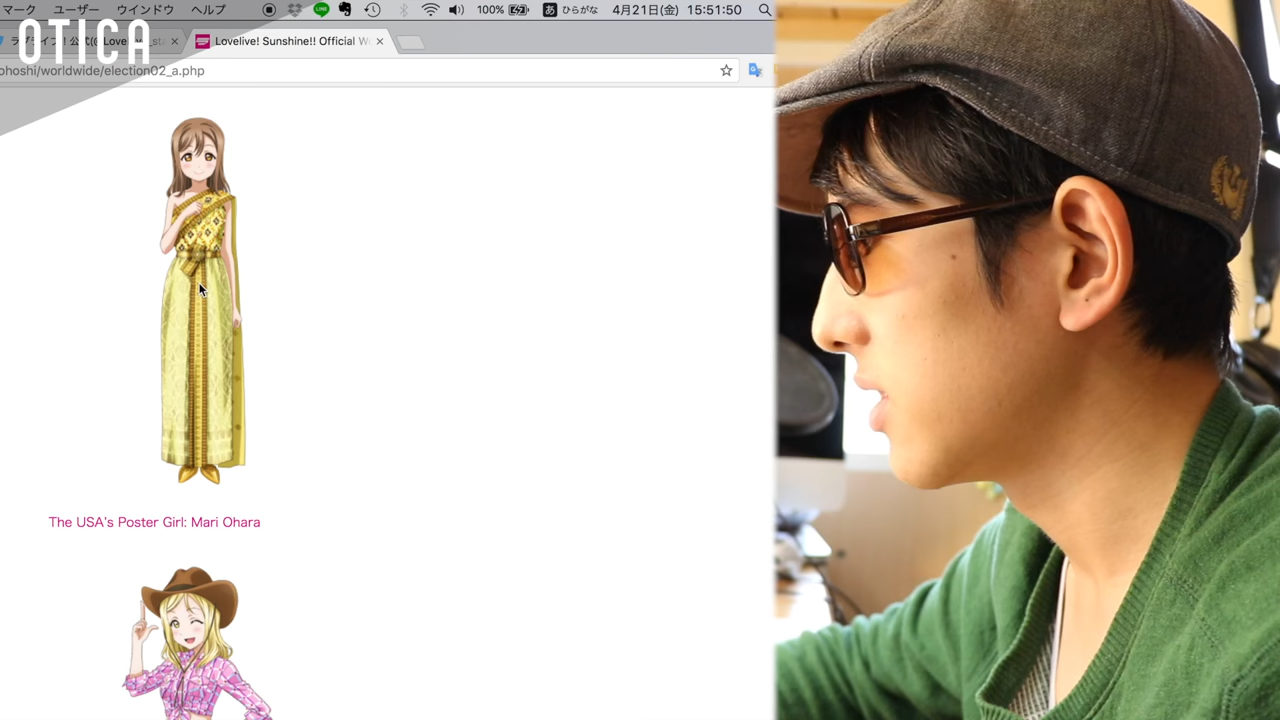 マーク ユーザー ウインドウ ヘルプ LINE 100% あ ひらがな 4月21日(金) 15:51:50
OTICA
Lovelive! Sunshine!! Official W
ohoshi/worldwide/election02_a.php
The USA's Poster Girl: Mari Ohara